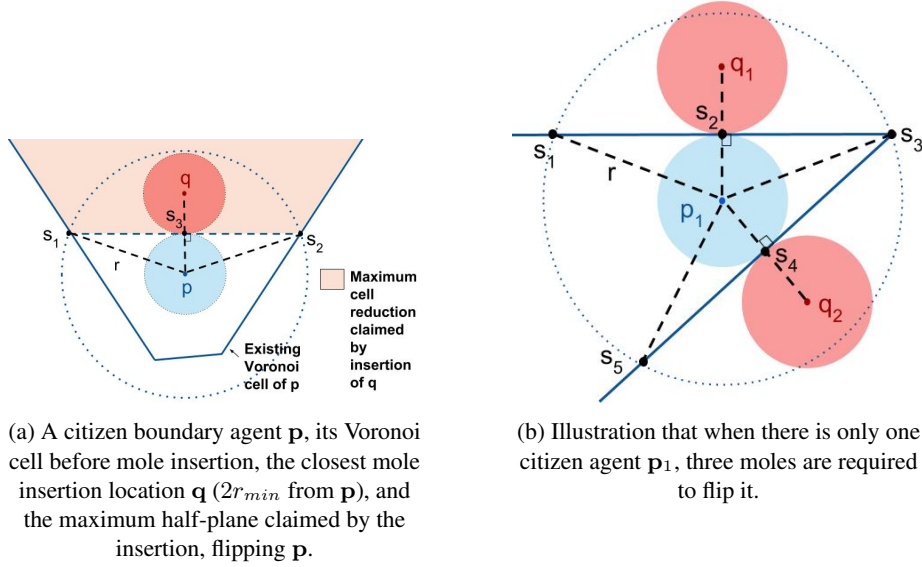 q
s3
s1
s2
r
p
Maximum
cell
reduction
claimed
by
insertion
of q
Existing
Voronoi
cell of p
(a) A citizen boundary agent p, its Voronoi
cell before mole insertion, the closest mole
insertion location q (2r_min from p), and
the maximum half-plane claimed by the
insertion, flipping p.
q1
s2
s1
s3
r
p1
s4
q2
s5
(b) Illustration that when there is only one
citizen agent p1, three moles are required
to flip it.